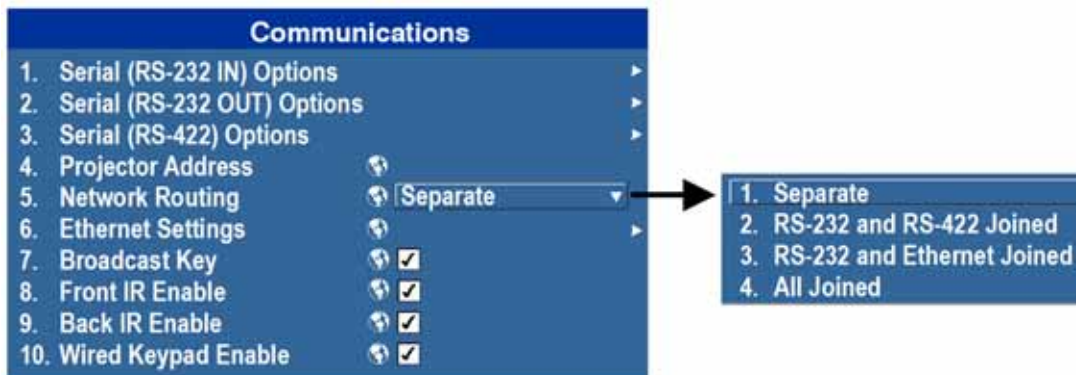 Communications
1. Serial (RS-232 IN) Options
2. Serial (RS-232 OUT) Options
3. Serial (RS-422) Options
4. Projector Address
5. Network Routing Separate
6. Ethernet Settings
7. Broadcast Key
8. Front IR Enable
9. Back IR Enable
10. Wired Keypad Enable
1. Separate
2. RS-232 and RS-422 Joined
3. RS-232 and Ethernet Joined
4. All Joined